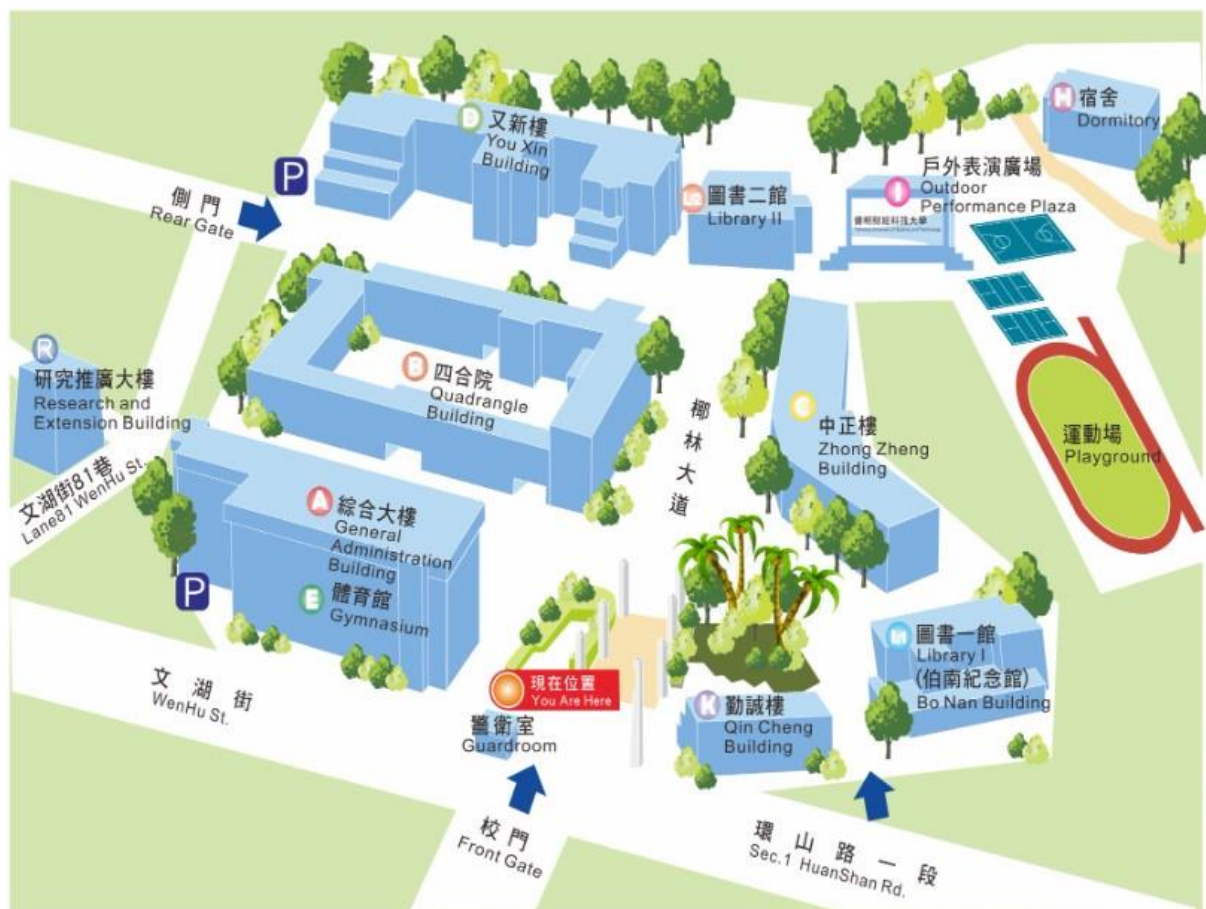 H
宿舍
Dormitory
D
又新樓
You Xin
Building
P
側門
Rear Gate
L2
圖書二館
Library II
I
戶外表演廣場
Outdoor
Performance Plaza
R
研究推廣大樓
Research and
Extension Building
B
四合院
Quadrangle
Building
椰林大道
C
中正樓
Zhong Zheng
Building
運動場
Playground
文湖街81巷
Lane81 WenHu St.
A
綜合大樓
General
Administration
Building
P
E
體育館
Gymnasium
文湖街
WenHu St.
現在位置
You Are Here
警衛室
Guardroom
K
勤誠樓
Qin Cheng
Building
L1
圖書一館
Library I
(伯南紀念館)
Bo Nan Building
校門
Front Gate
環山路一段
Sec.1 HuanShan Rd.